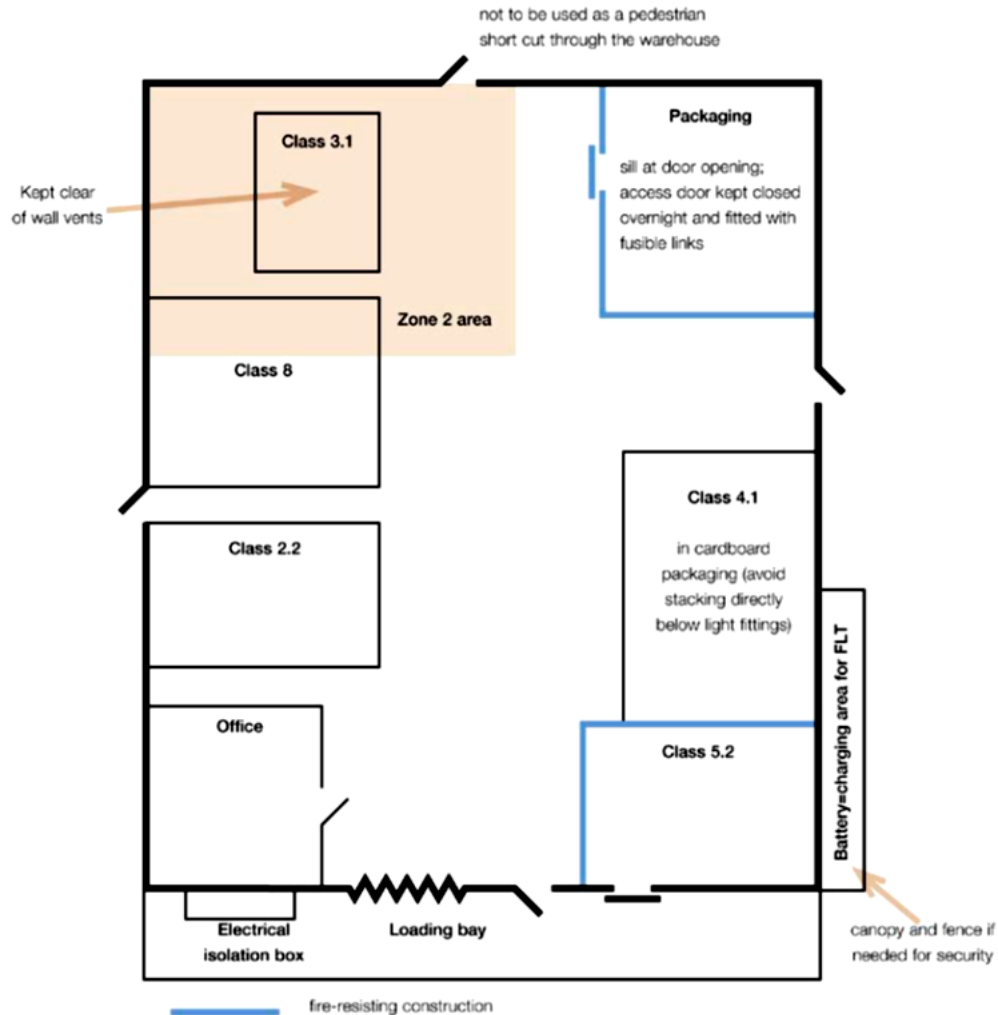 not to be used as a pedestrian
short cut through the warehouse
Class 3.1
Packaging
sill at door opening;
access door kept closed
overnight and fitted with
fusible links
Kept clear
of wall vents
Zone 2 area
Class 8
Class 4.1
in cardboard
packaging (avoid
stacking directly
below light fittings)
Class 2.2
Battery=charging area for FLT
Office
Class 5.2
Electrical
isolation box
Loading bay
canopy and fence if
needed for security
fire-resisting construction